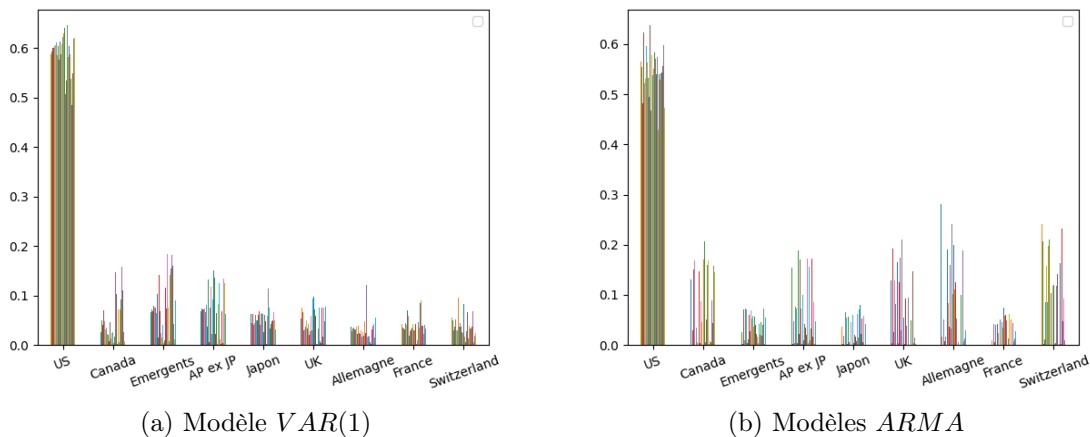 0.6
0.5
0.4
0.3
0.2
0.1
0.0
US
Canada
Emergents
AP ex JP
Japon
UK
Allemagne
France
Switzerland
(a) Modèle VAR(1)
0.6
0.5
0.4
0.3
0.2
0.1
0.0
US
Canada
Emergents
AP ex JP
Japon
UK
Allemagne
France
Switzerland
(b) Modèles ARMA